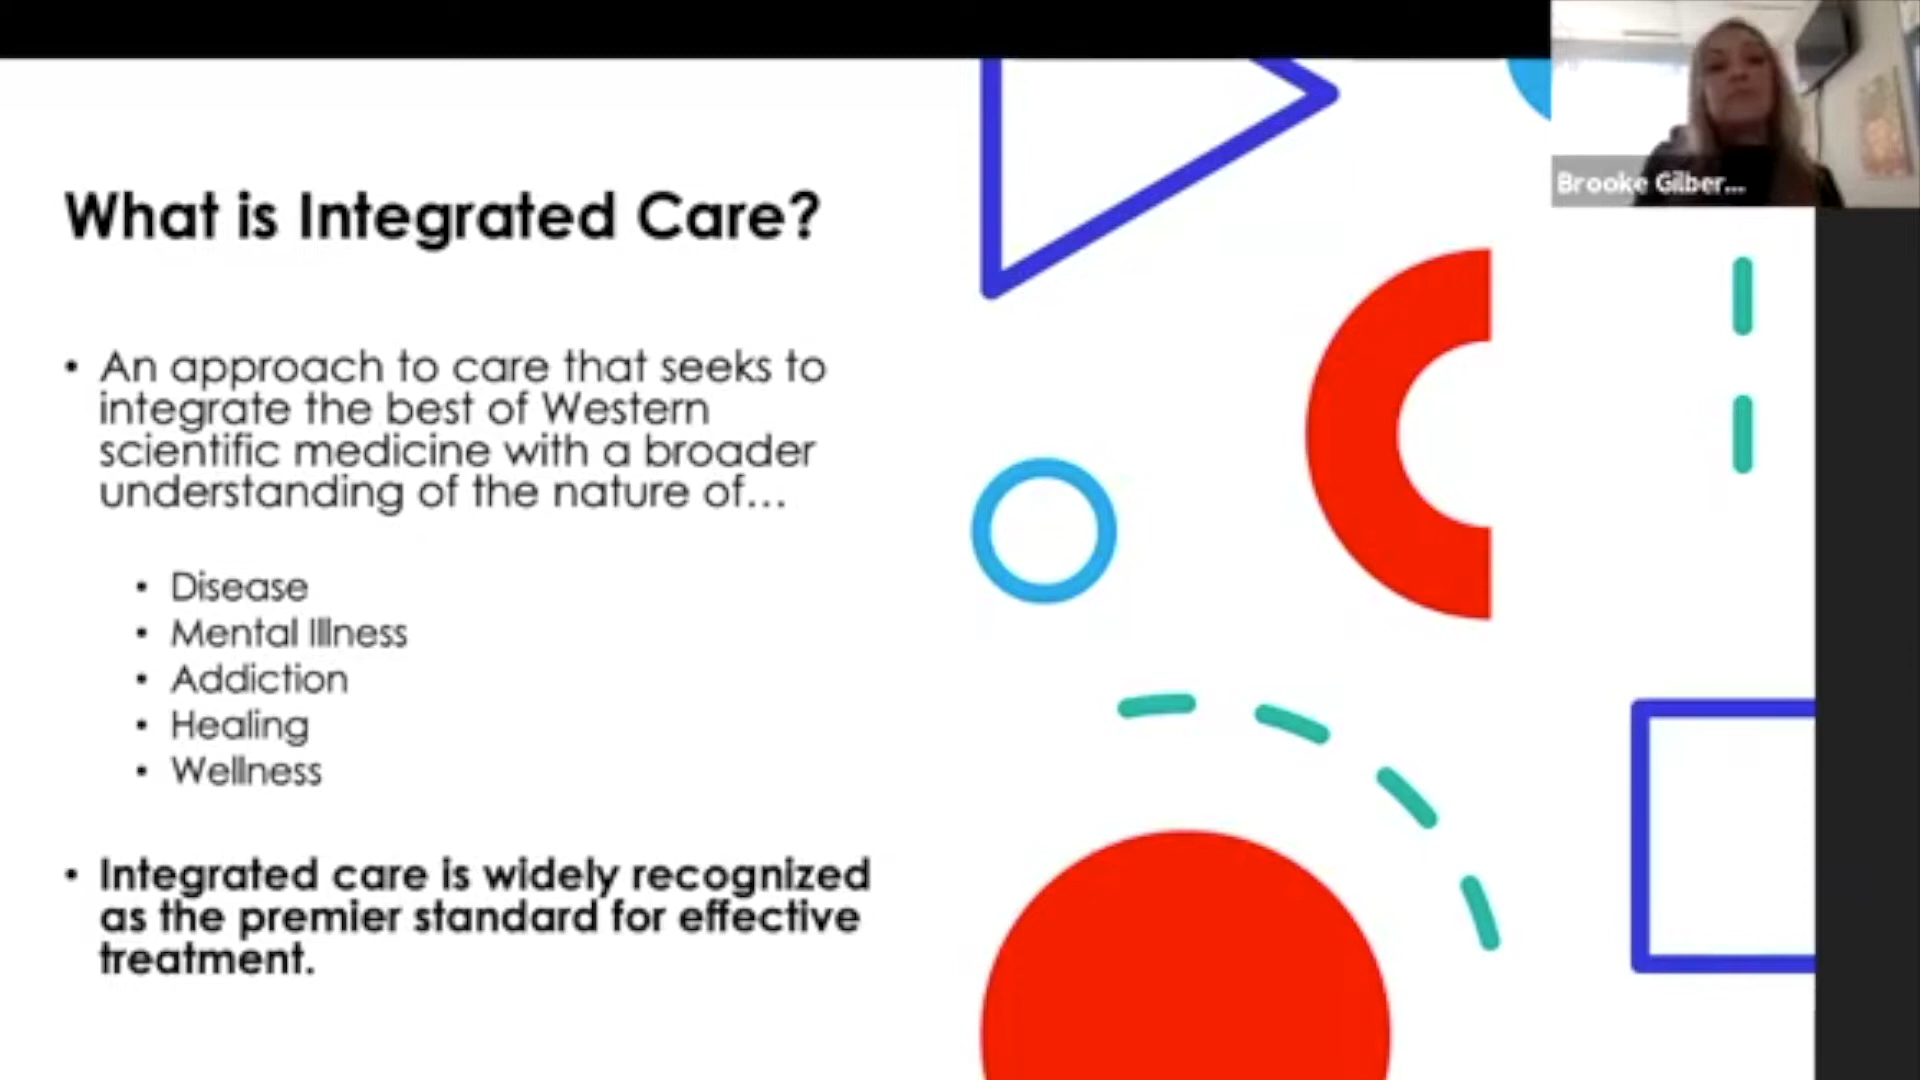 What is Integrated Care?
• An approach to care that seeks to
integrate the best of Western
scientific medicine with a broader
understanding of the nature of...
• Disease
• Mental Illness
• Addiction
• Healing
• Wellness
• Integrated care is widely recognized
as the premier standard for effective
treatment.
Brooke Gilber...